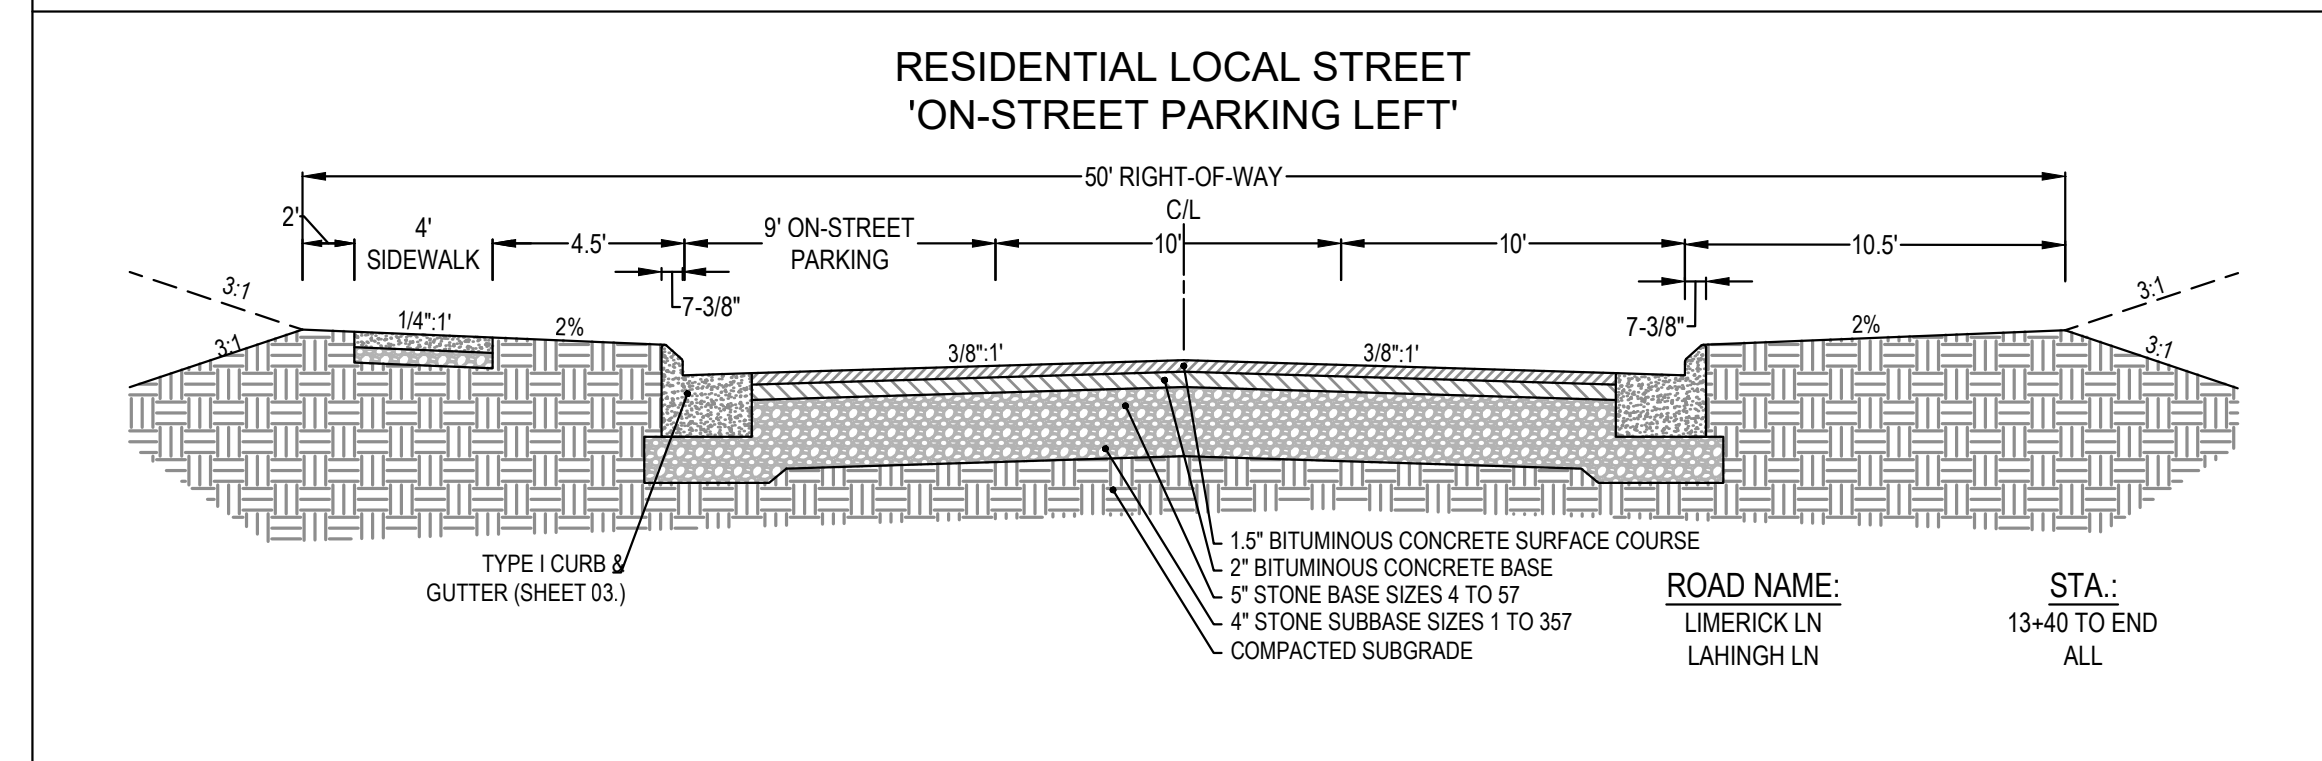 RESIDENTIAL LOCAL STREET
'ON-STREET PARKING LEFT'
50' RIGHT-OF-WAY
C/L
2'
4'
SIDEWALK
4.5'
9' ON-STREET
PARKING
10'
10'
10.5'
7-3/8"
7-3/8"
3:1
3:1
1/4":1'
2%
3/8":1'
3/8":1'
2%
3:1
3:1
TYPE I CURB &
GUTTER (SHEET 03.)
1.5" BITUMINOUS CONCRETE SURFACE COURSE
2" BITUMINOUS CONCRETE BASE
5" STONE BASE SIZES 4 TO 57
4" STONE SUBBASE SIZES 1 TO 357
COMPACTED SUBGRADE
ROAD NAME:
LIMERICK LN
LAHINGH LN
STA.:
13+40 TO END
ALL